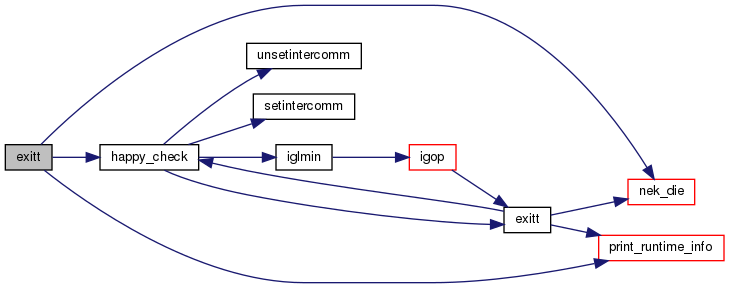 unsetintercomm
setintercomm
exitt
happy_check
iglmin
igop
nek_die
exitt
print_runtime_info